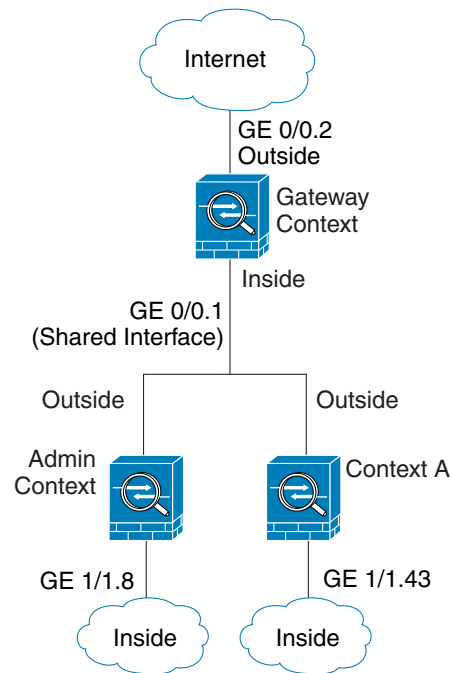 Internet
GE 0/0.2
Outside
Gateway
Context
Inside
GE 0/0.1
(Shared Interface)
Outside
Outside
Admin
Context
Context A
GE 1/1.8
GE 1/1.43
Inside
Inside